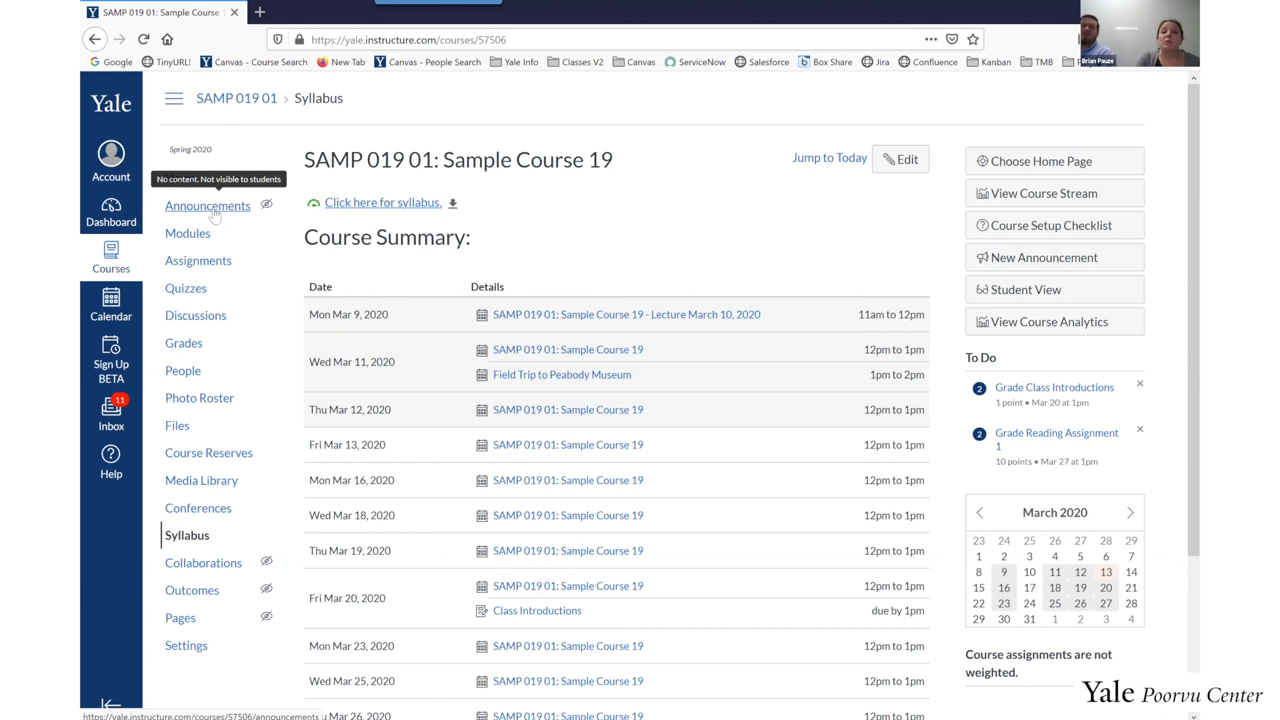 SAMP 019 01: Sample Course
https://yale.instructure.com/courses/57506
Google
TinyURL!
Canvas - Course Search
New Tab
Canvas - People Search
Yale Info
Classes V2
Canvas
ServiceNow
Salesforce
Box Share
Jira
Confluence
Kanban
TMB
Brian Pauze
Yale
Account
Dashboard
Courses
Calendar
Sign Up
BETA
11
Inbox
Help
SAMP 019 01 › Syllabus
Spring 2020
No content. Not visible to students
Announcements
Modules
Assignments
Quizzes
Discussions
Grades
People
Photo Roster
Files
Course Reserves
Media Library
Conferences
Syllabus
Collaborations
Outcomes
Pages
Settings
SAMP 019 01: Sample Course 19
Jump to Today
Edit
Click here for syllabus.
Course Summary:
Date Details
Mon Mar 9, 2020 SAMP 019 01: Sample Course 19 - Lecture March 10, 2020 11am to 12pm
Wed Mar 11, 2020 SAMP 019 01: Sample Course 19 12pm to 1pm
Field Trip to Peabody Museum 1pm to 2pm
Thu Mar 12, 2020 SAMP 019 01: Sample Course 19 12pm to 1pm
Fri Mar 13, 2020 SAMP 019 01: Sample Course 19 12pm to 1pm
Mon Mar 16, 2020 SAMP 019 01: Sample Course 19 12pm to 1pm
Wed Mar 18, 2020 SAMP 019 01: Sample Course 19 12pm to 1pm
Thu Mar 19, 2020 SAMP 019 01: Sample Course 19 12pm to 1pm
Fri Mar 20, 2020 SAMP 019 01: Sample Course 19 12pm to 1pm
Class Introductions due by 1pm
Mon Mar 23, 2020 SAMP 019 01: Sample Course 19 12pm to 1pm
Wed Mar 25, 2020 SAMP 019 01: Sample Course 19 12pm to 1pm
Mar 26, 2020 SAMP 019 01: Sample Course 19 12pm to 1pm
Choose Home Page
View Course Stream
Course Setup Checklist
New Announcement
Student View
View Course Analytics
To Do
2 Grade Class Introductions
1 point • Mar 20 at 1pm
2 Grade Reading Assignment
1
10 points • Mar 27 at 1pm
March 2020
23 24 25 26 27 28 29
1 2 3 4 5 6 7
8 9 10 11 12 13 14
15 16 17 18 19 20 21
22 23 24 25 26 27 28
29 30 31 1 2 3 4
Course assignments are not
weighted.
https://yale.instructure.com/courses/57506/announcements
Yale Poorvu Center